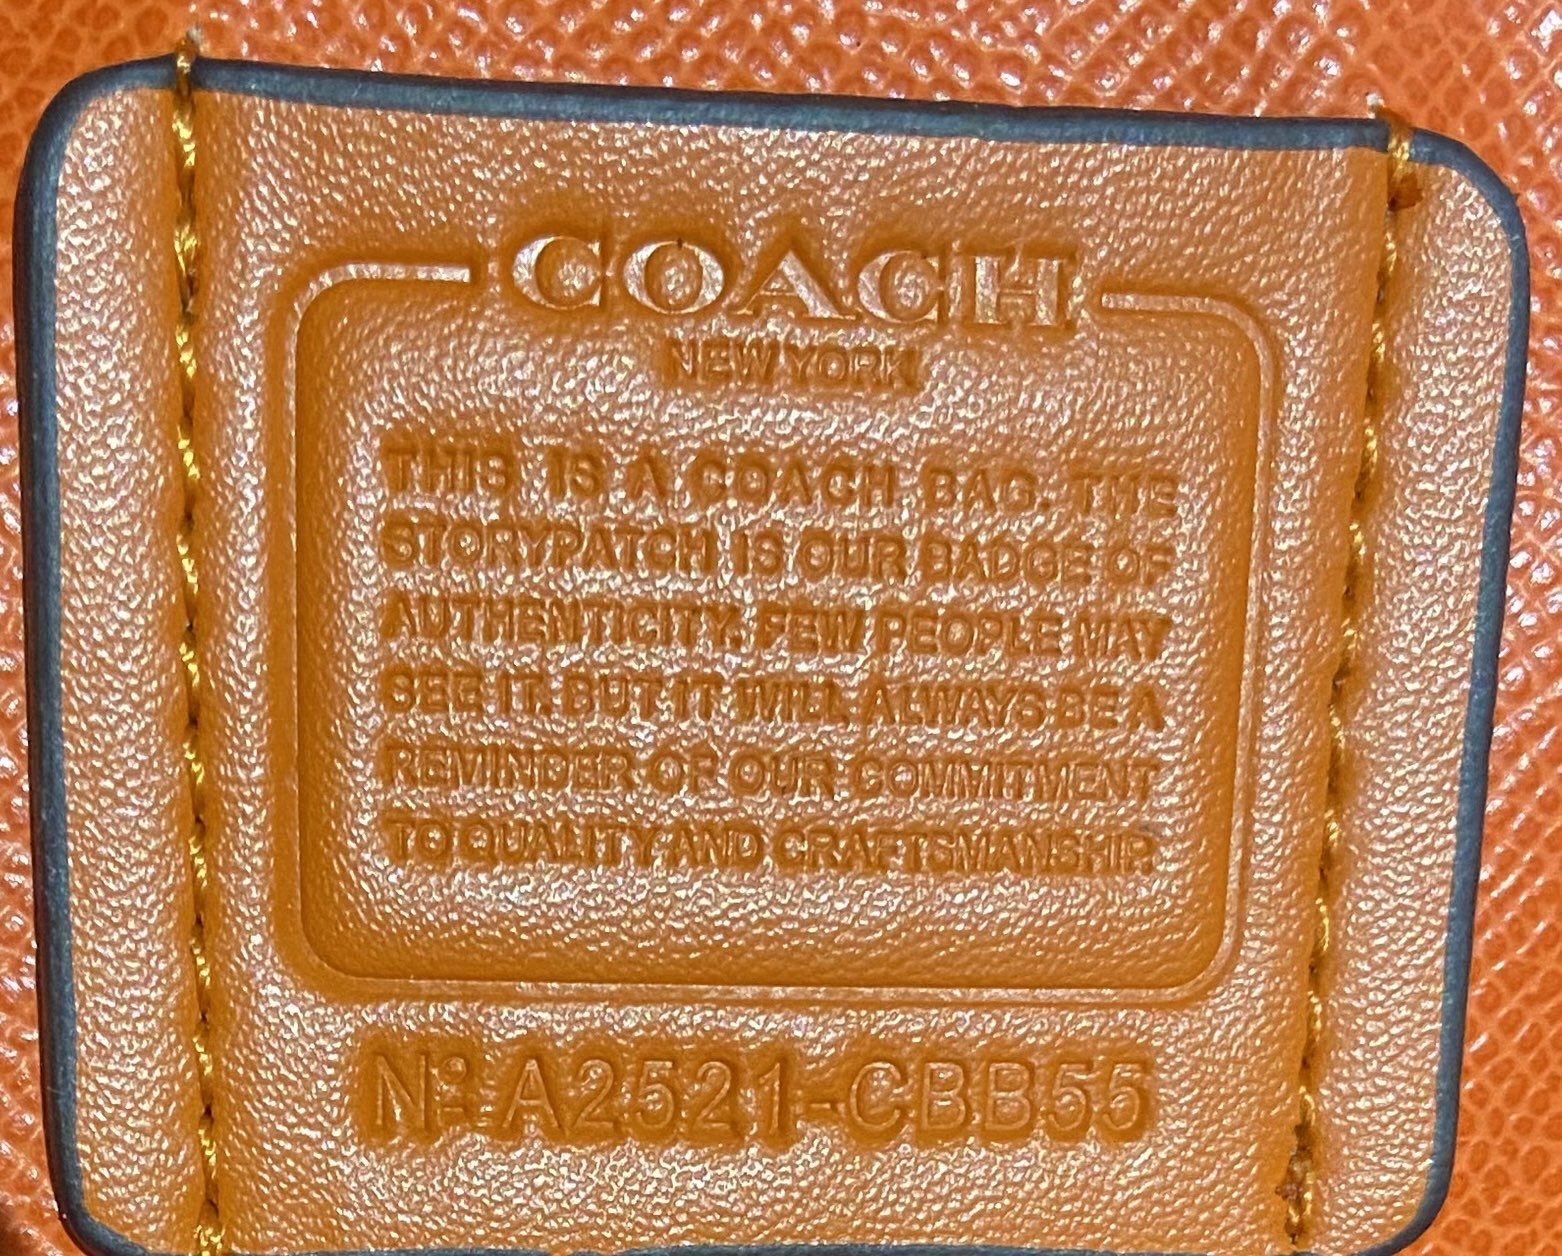 COACH
NEW YORK
THIS IS A COACH BAG. THE
STORYPATCH IS OUR BADGE OF
AUTHENTICITY. FEW PEOPLE MAY
SEE IT. BUT IT WILL ALWAYS BE A
REMINDER OF OUR COMMITMENT
TO QUALITY AND CRAFTSMANSHIP.
Nº A2521-CBB55